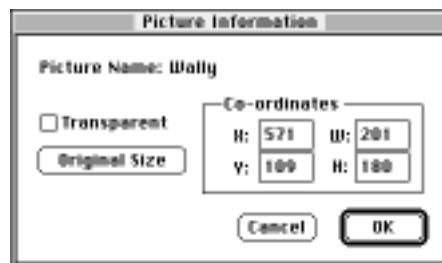 Picture Information
Picture Name: Wally
Co-ordinates
Transparent
X: 571 W: 201
Original Size
Y: 109 H: 180
Cancel OK